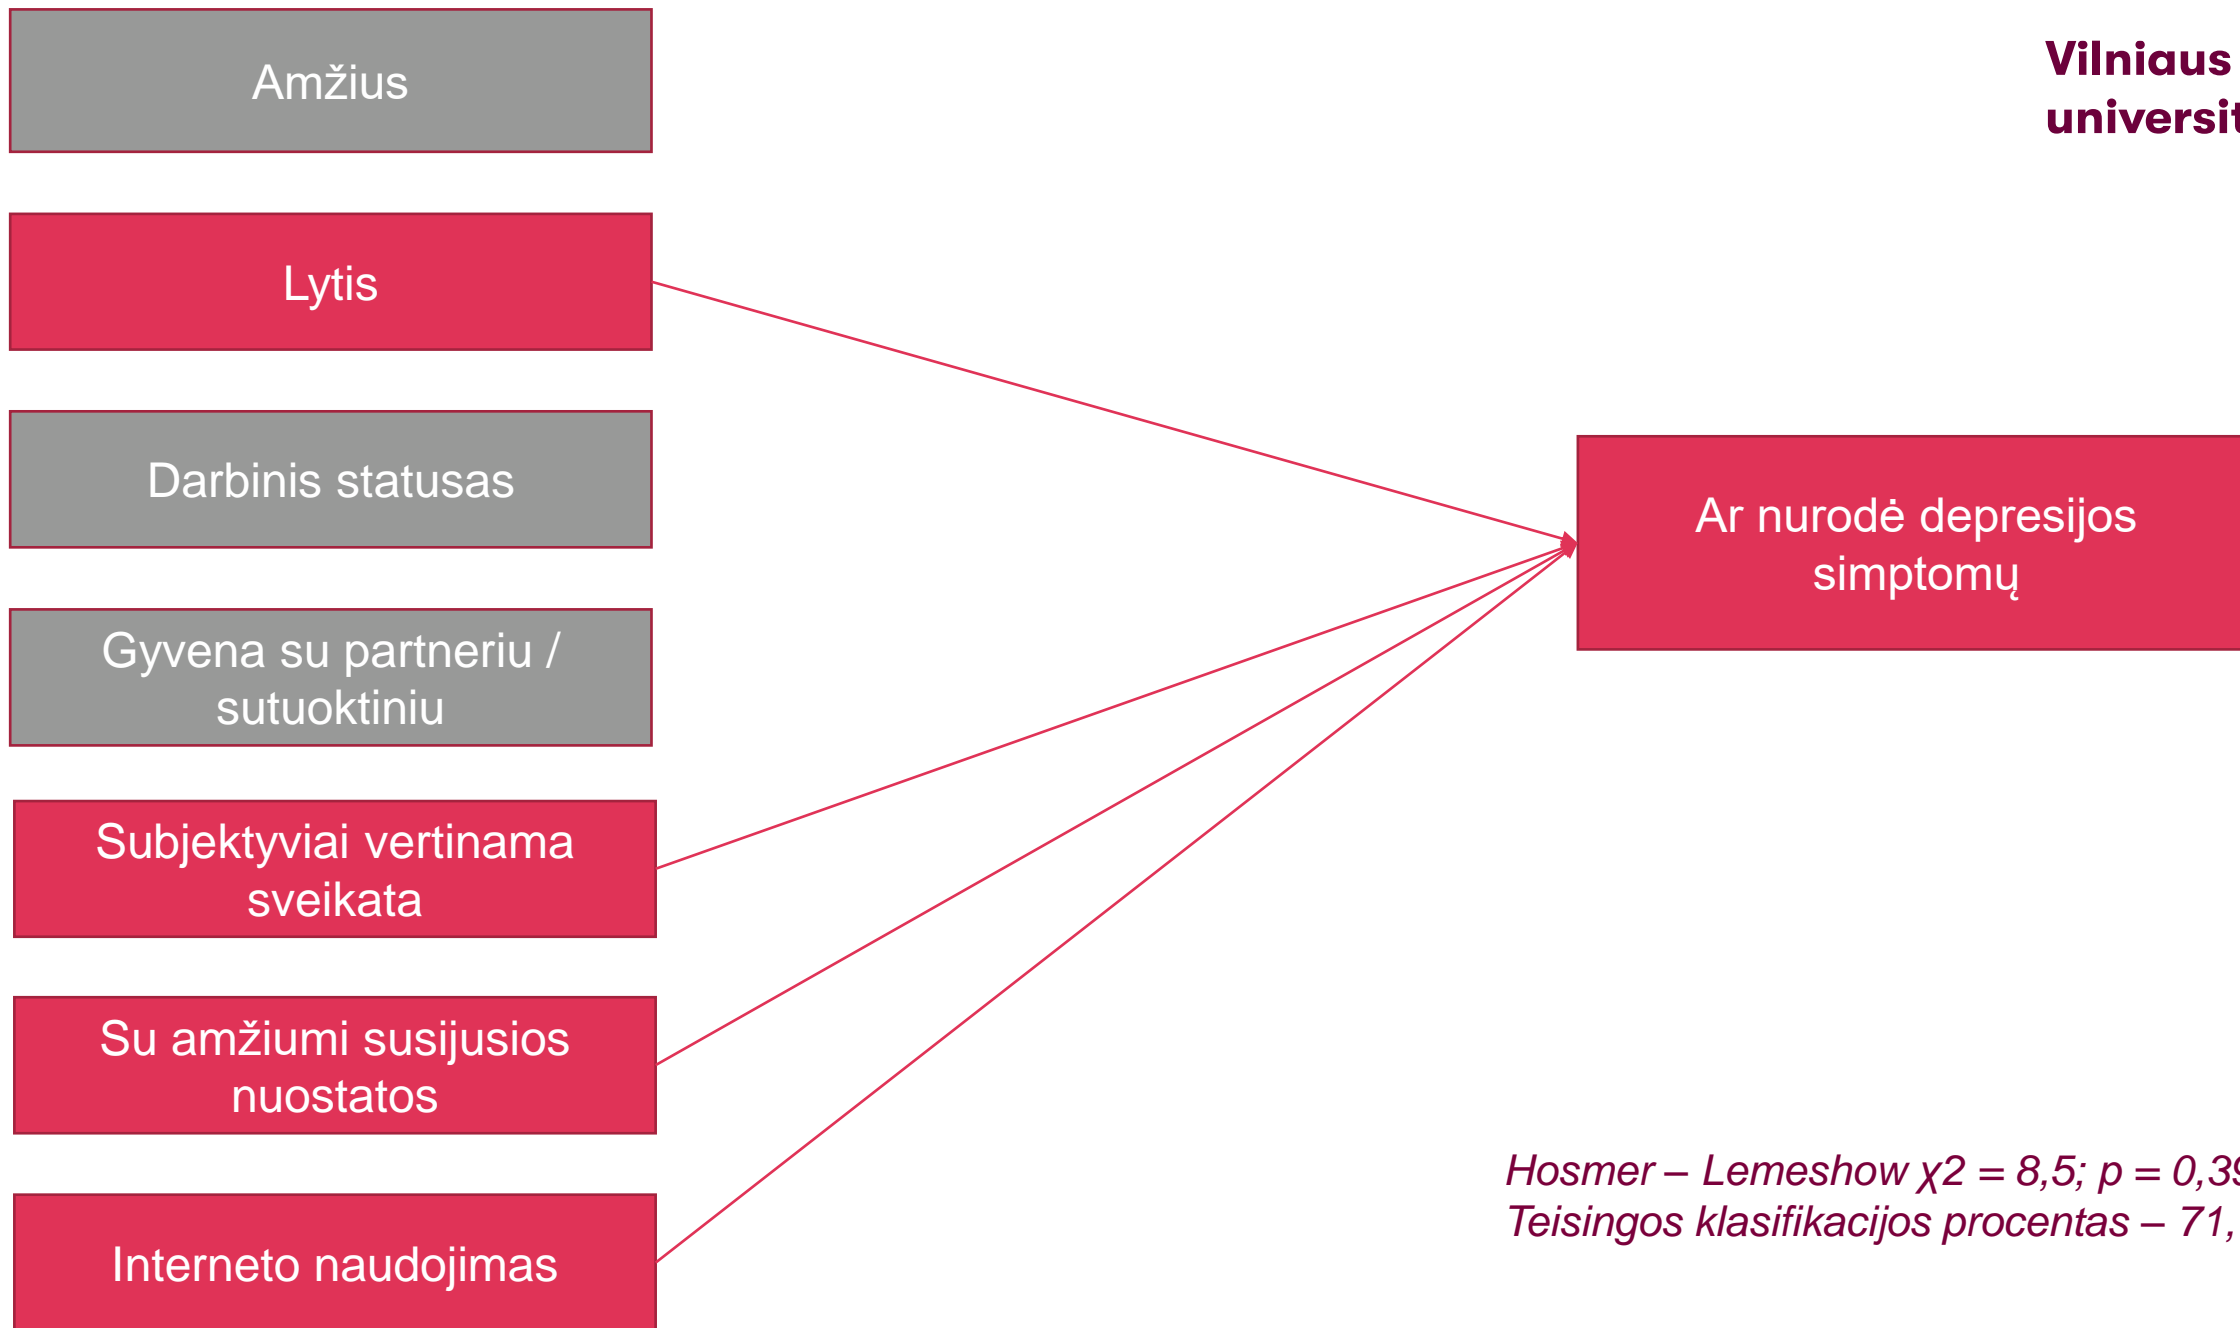 Amžius
Vilniaus
universit
Lytis
Darbinis statusas
Ar nurodė depresijos
simptomų
Gyvena su partneriu /
sutuoktiniu
Subjektyviai vertinama
sveikata
Su amžiumi susijusios
nuostatos
Hosmer – Lemeshow χ2 = 8,5; p = 0,39
Teisingos klasifikacijos procentas – 71,
Interneto naudojimas